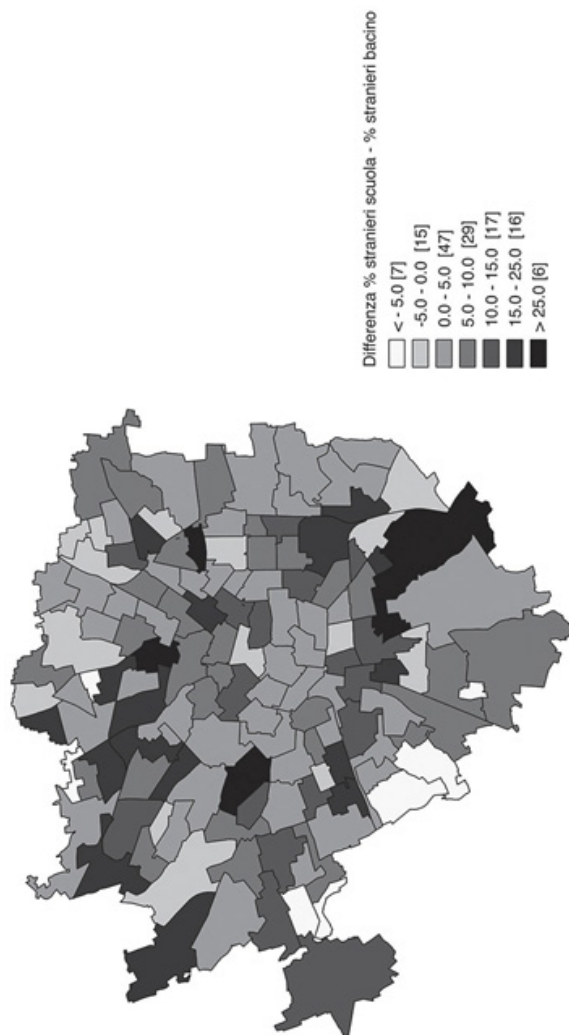 Differenza % stranieri scuola - % stranieri bacino
< - 5.0 [7]
-5.0 - 0.0 [15]
0.0 - 5.0 [47]
5.0 - 10.0 [29]
10.0 - 15.0 [17]
15.0 - 25.0 [16]
> 25.0 [6]